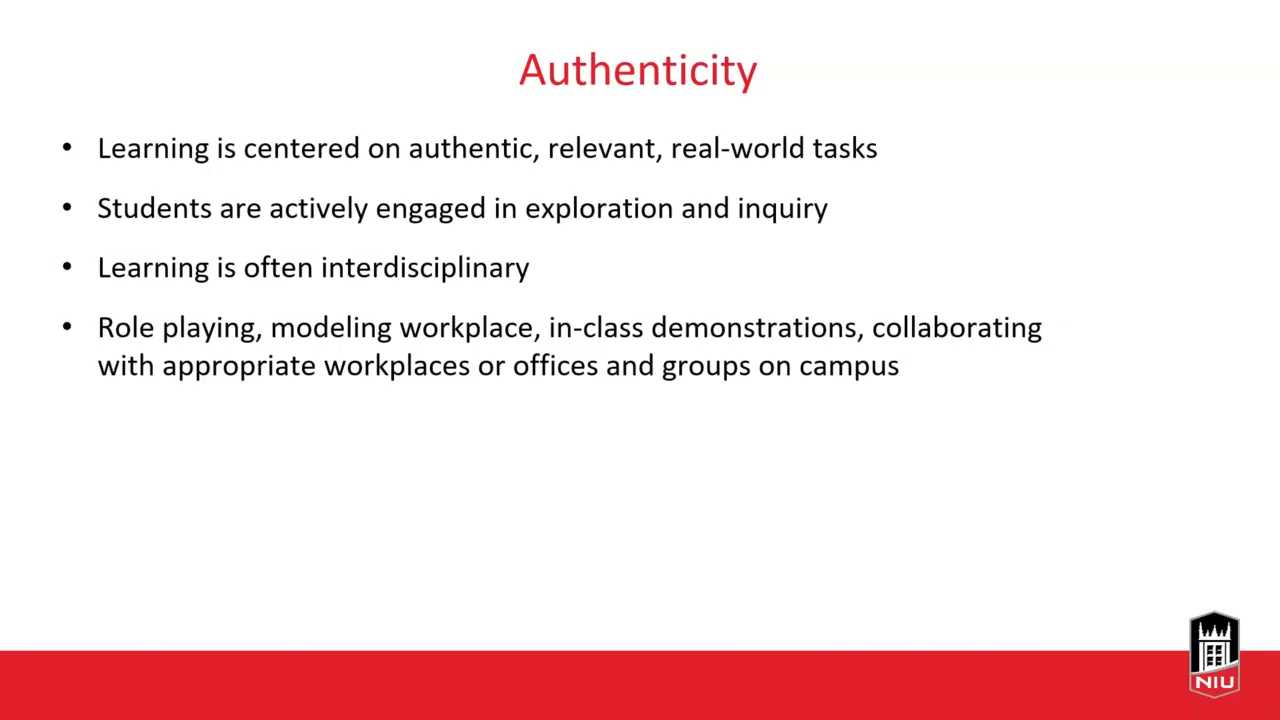 Authenticity
• Learning is centered on authentic, relevant, real-world tasks
• Students are actively engaged in exploration and inquiry
• Learning is often interdisciplinary
• Role playing, modeling workplace, in-class demonstrations, collaborating
with appropriate workplaces or offices and groups on campus
NIU